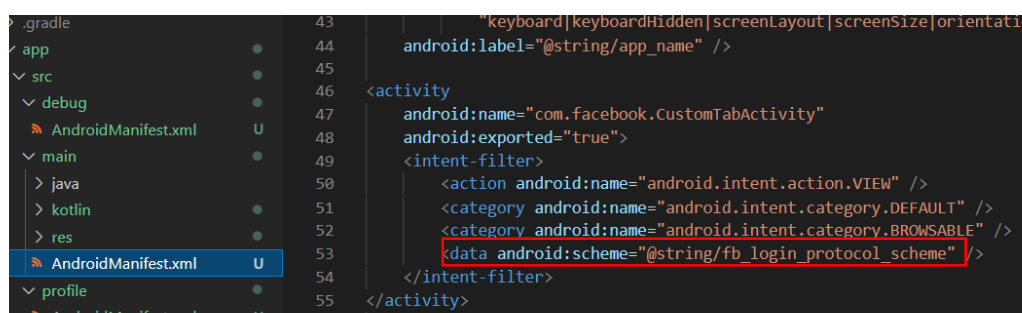 .gradle
app
src
debug
AndroidManifest.xml U
main
java
kotlin
res
AndroidManifest.xml U
profile
43 "keyboard|keyboardHidden|screenLayout|screenSize|orientati
44 android:label="@string/app_name" />
45
46 <activity
47 android:name="com.facebook.CustomTabActivity"
48 android:exported="true">
49 <intent-filter>
50 <action android:name="android.intent.action.VIEW" />
51 <category android:name="android.intent.category.DEFAULT" />
52 <category android:name="android.intent.category.BROWSABLE" />
53 <data android:scheme="@string/fb_login_protocol_scheme" />
54 </intent-filter>
55 </activity>